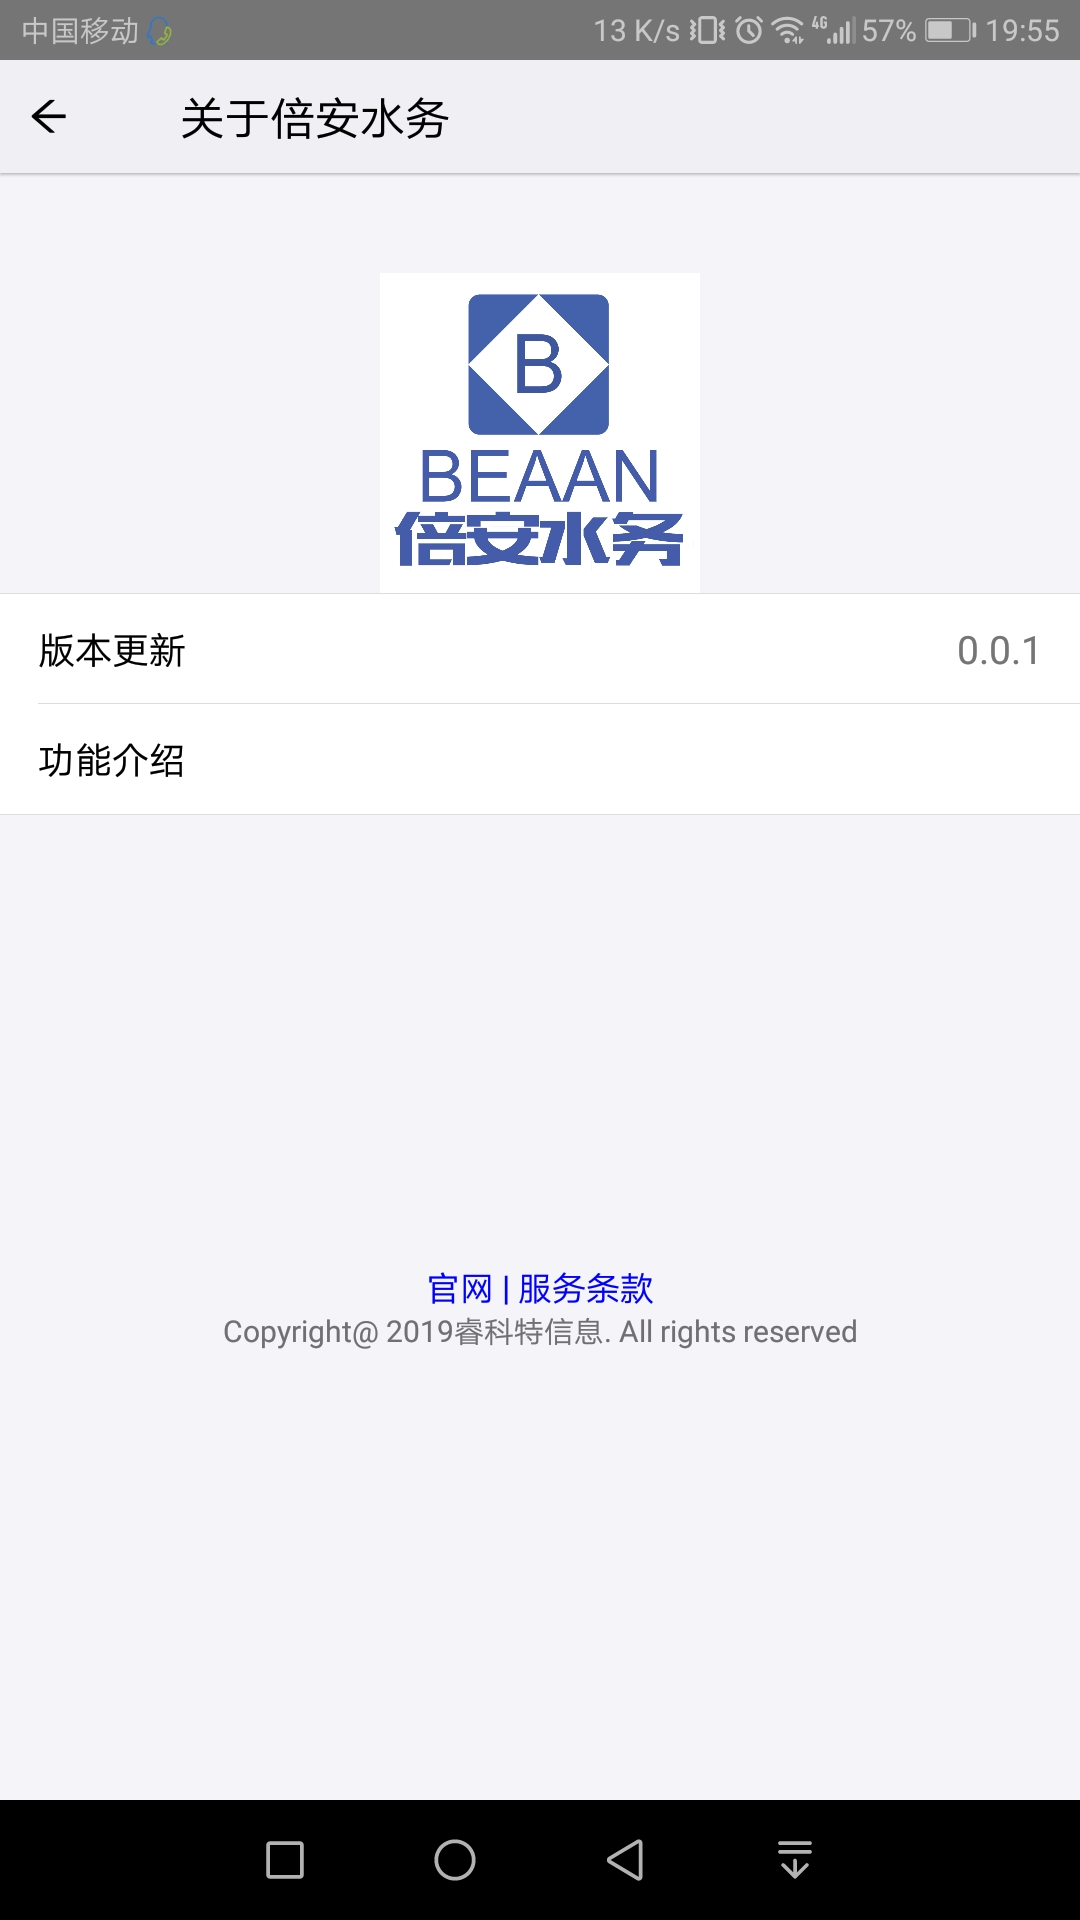 中国移动 13 K/s 4G 57% 19:55
关于倍安水务
B
BEAAN
倍安水务
版本更新 0.0.1
功能介绍
官网 | 服务条款
Copyright@ 2019睿科特信息. All rights reserved